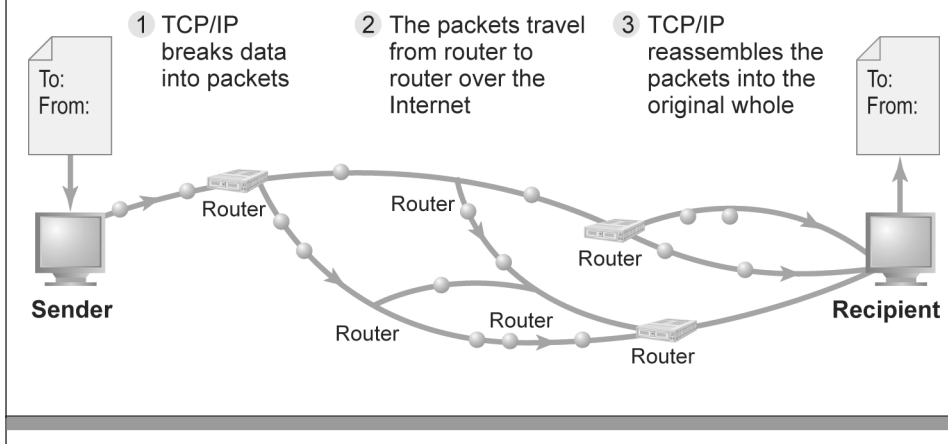 To:
From:
1 TCP/IP
breaks data
into packets
2 The packets travel
from router to
router over the
Internet
3 TCP/IP
reassembles the
packets into the
original whole
To:
From:
Router
Router
Router
Sender
Router
Router
Router
Recipient